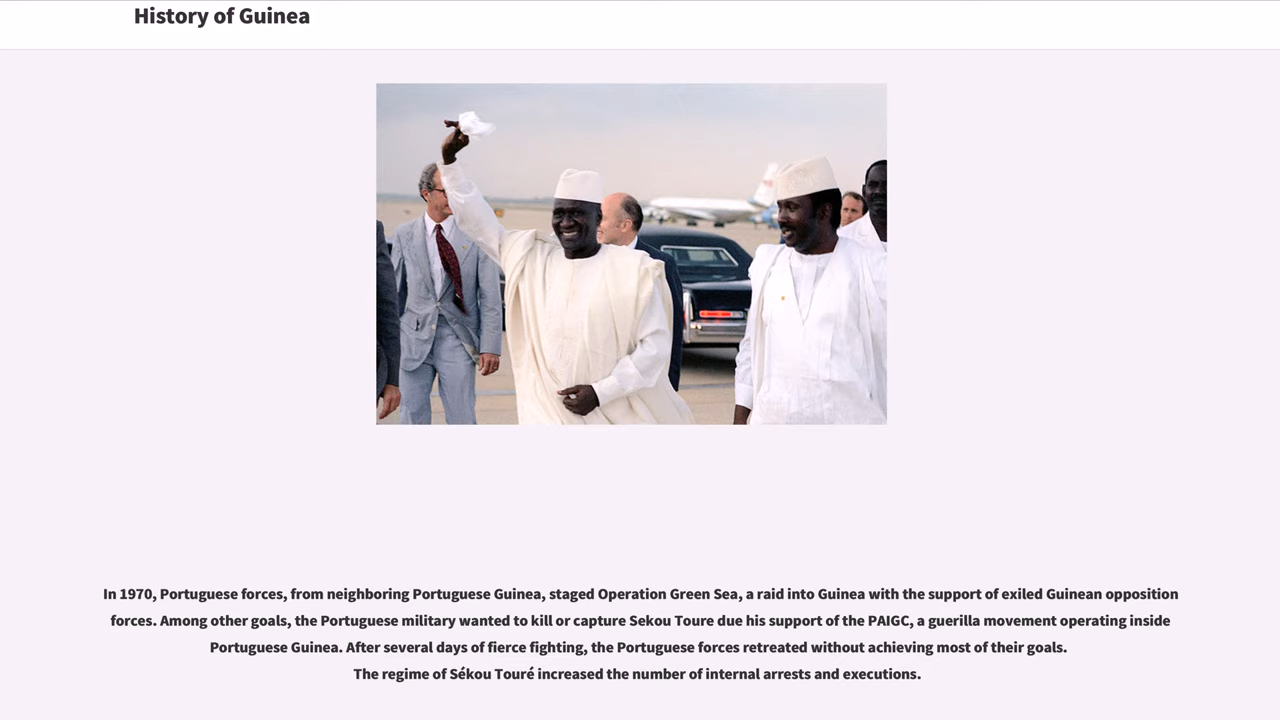 History of Guinea
In 1970, Portuguese forces, from neighboring Portuguese Guinea, staged Operation Green Sea, a raid into Guinea with the support of exiled Guinean opposition
forces. Among other goals, the Portuguese military wanted to kill or capture Sekou Toure due his support of the PAIGC, a guerilla movement operating inside
Portuguese Guinea. After several days of fierce fighting, the Portuguese forces retreated without achieving most of their goals.
The regime of Sékou Touré increased the number of internal arrests and executions.